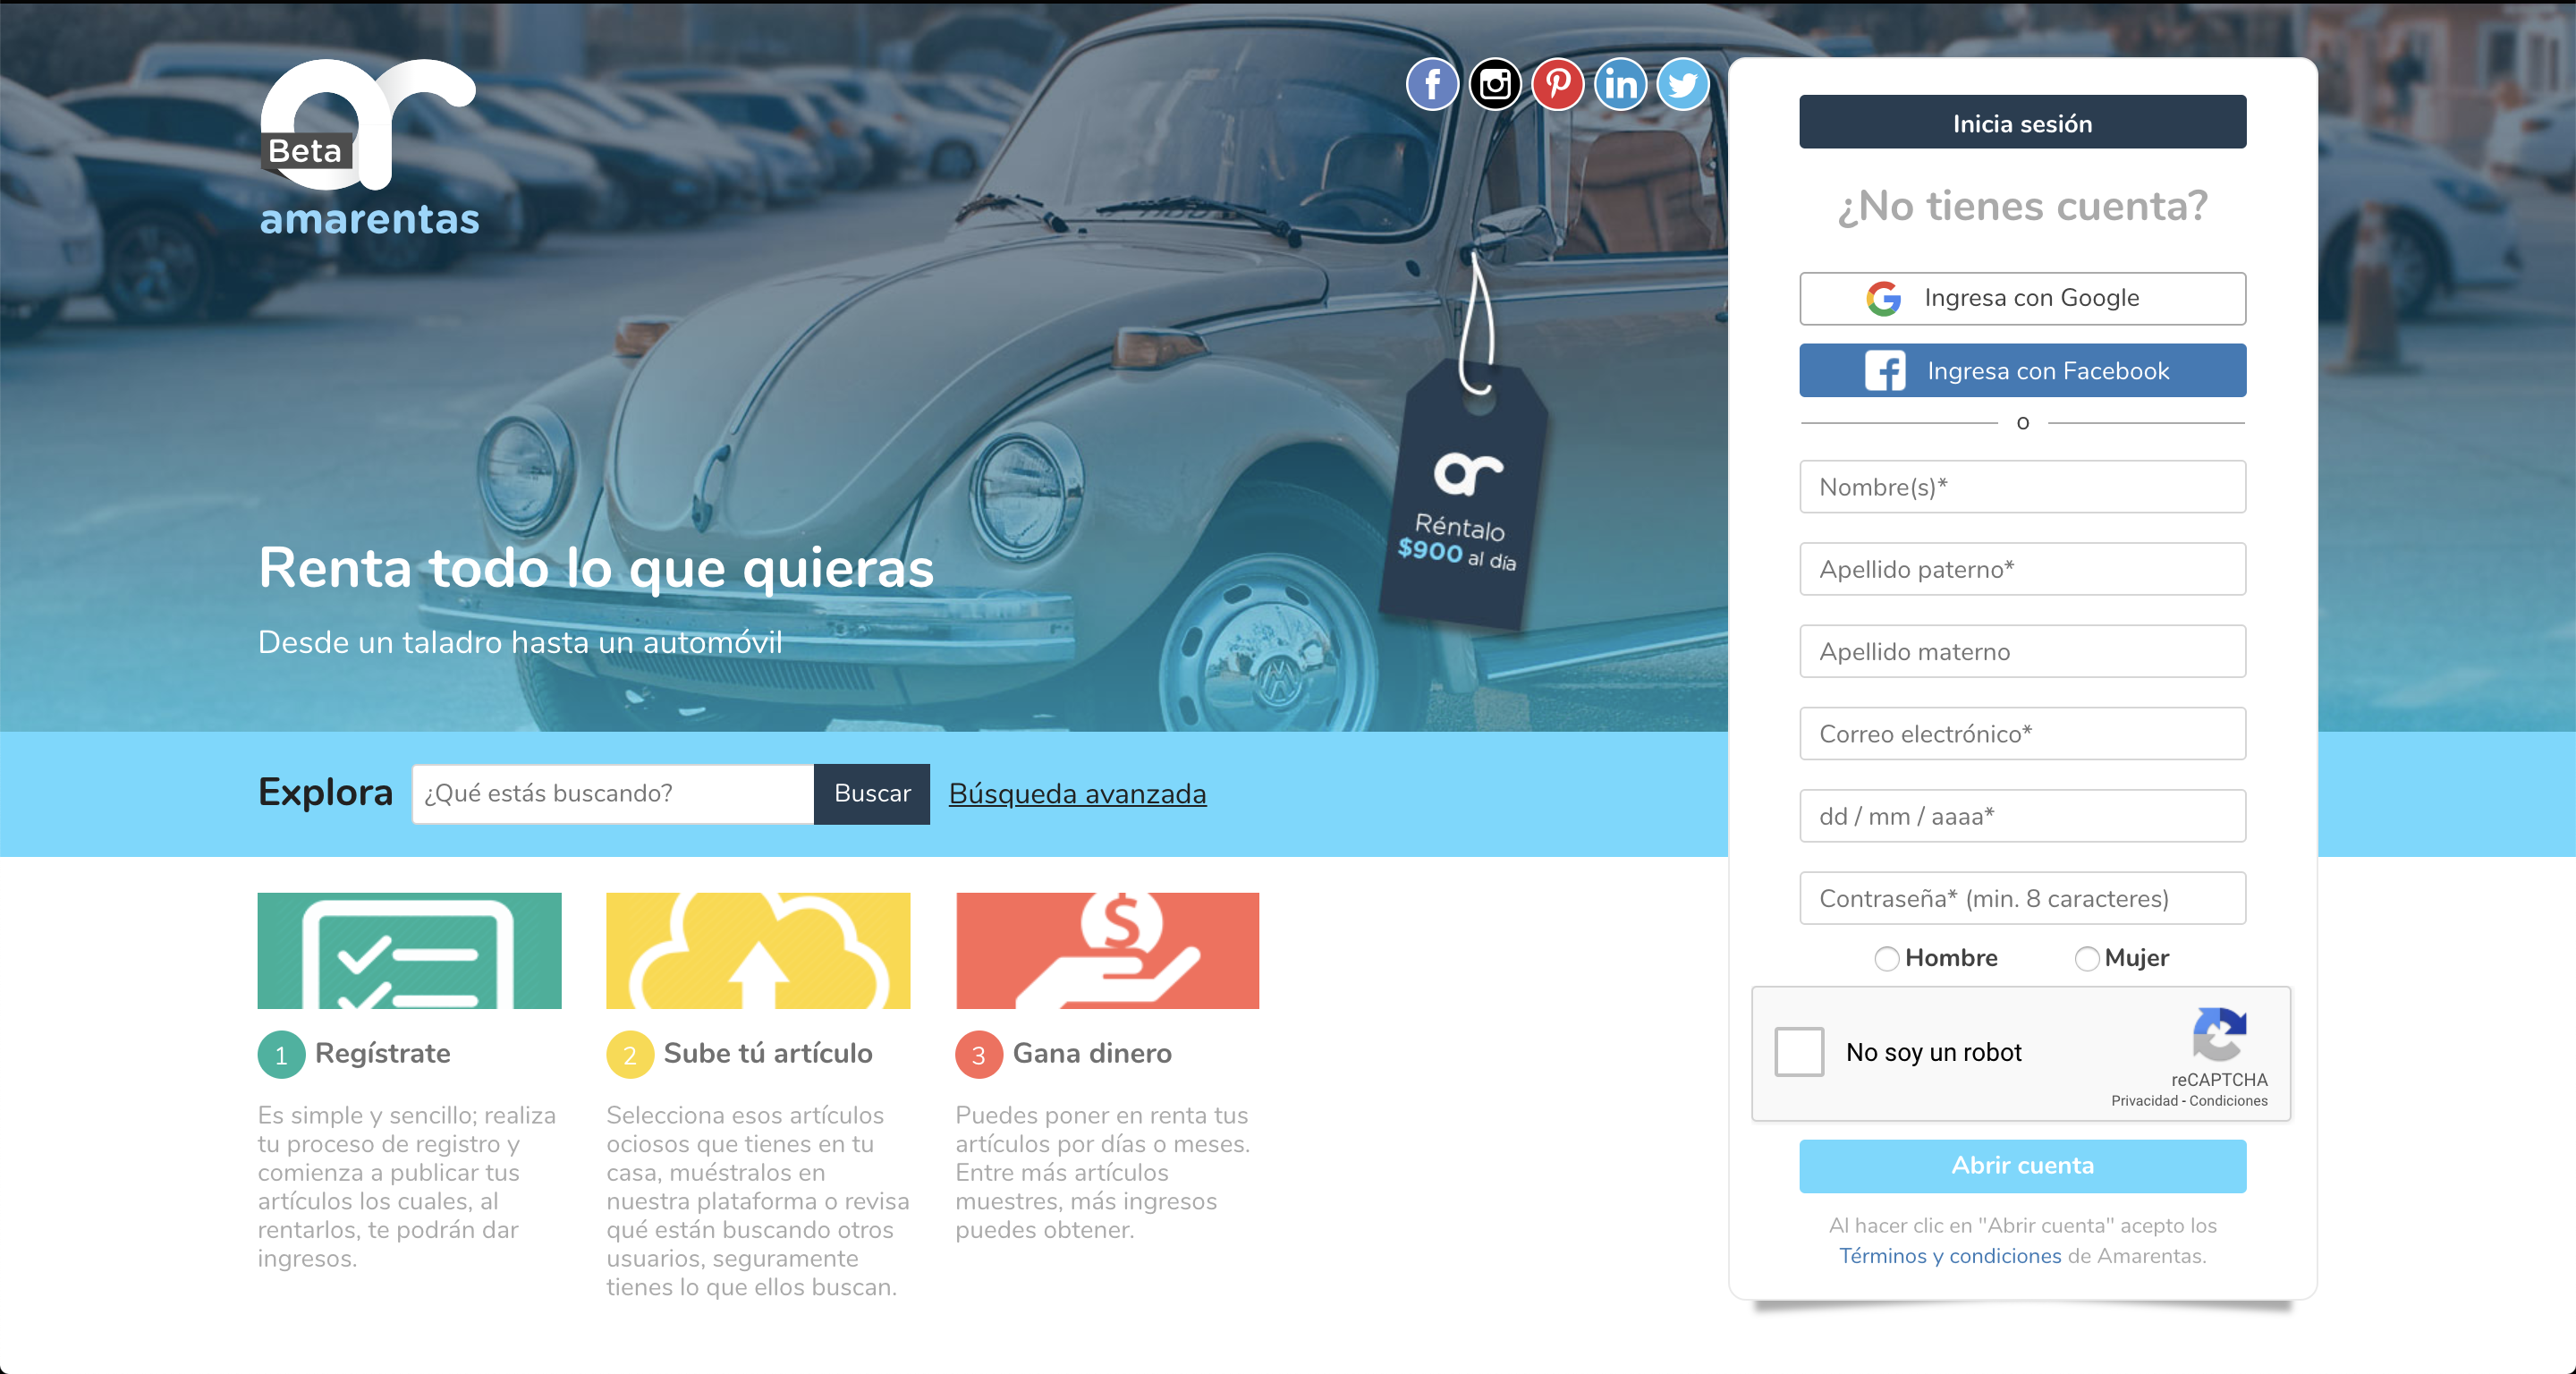 Beta
amarentas
Renta todo lo que quieras
Desde un taladro hasta un automóvil
Réntalo
$900 al día
Explora
¿Qué estás buscando?
Buscar
Búsqueda avanzada
1 Regístrate
Es simple y sencillo; realiza
tu proceso de registro y
comienza a publicar tus
artículos los cuales, al
rentarlos, te podrán dar
ingresos.
2 Sube tú artículo
Selecciona esos artículos
ociosos que tienes en tu
casa, muéstralos en
nuestra plataforma o revisa
qué están buscando otros
usuarios, seguramente
tienes lo que ellos buscan.
3 Gana dinero
Puedes poner en renta tus
artículos por días o meses.
Entre más artículos
muestres, más ingresos
puedes obtener.
Inicia sesión
¿No tienes cuenta?
Ingresa con Google
Ingresa con Facebook
o
Nombre(s)*
Apellido paterno*
Apellido materno
Correo electrónico*
dd / mm / aaaa*
Contraseña* (min. 8 caracteres)
Hombre Mujer
No soy un robot
reCAPTCHA
Privacidad - Condiciones
Abrir cuenta
Al hacer clic en "Abrir cuenta" acepto los
Términos y condiciones de Amarentas.